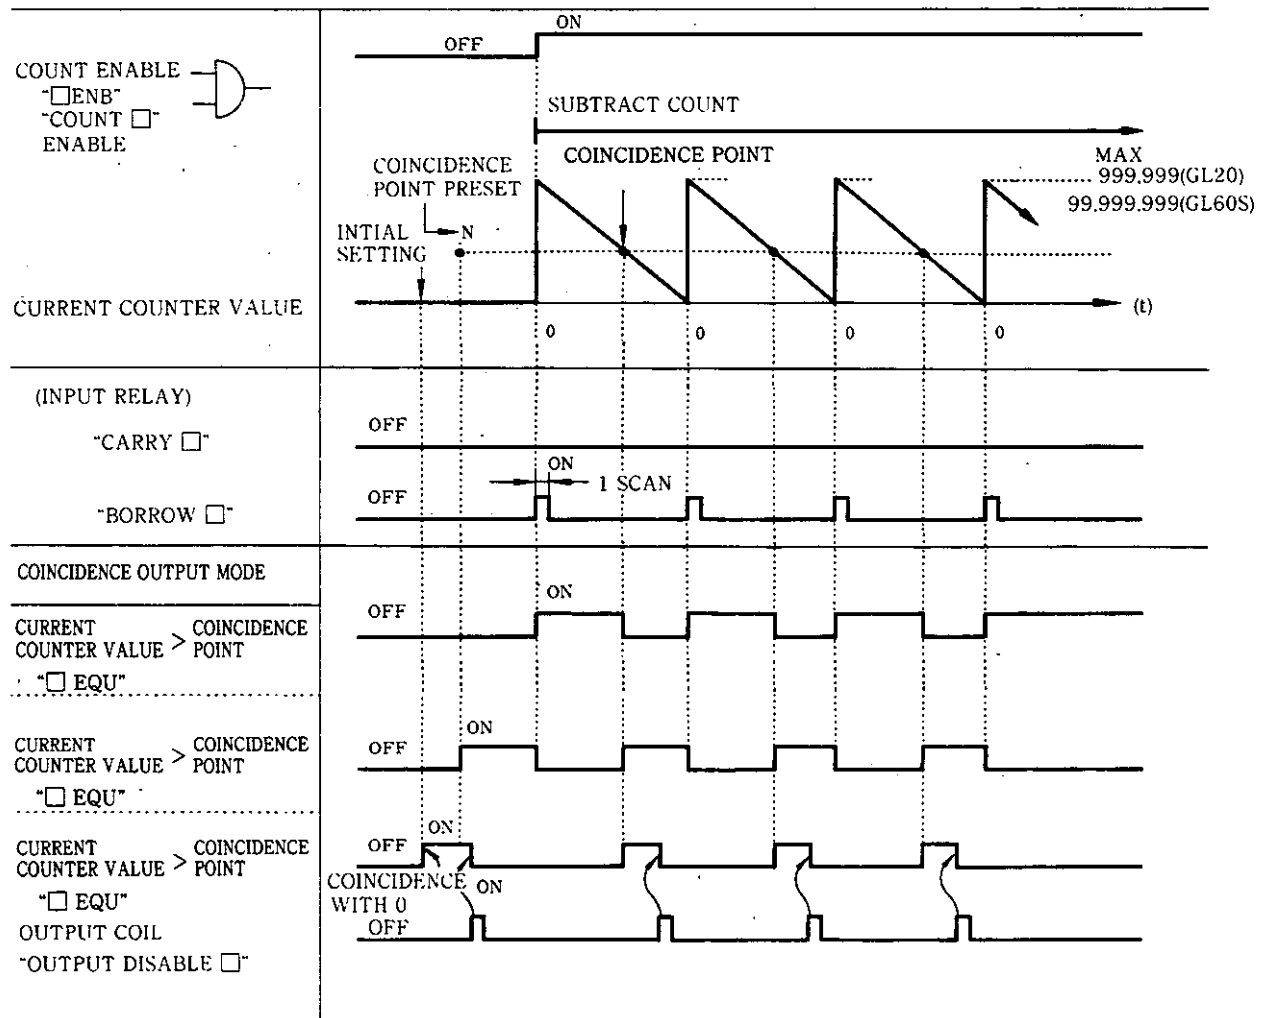 ON
OFF
COUNT ENABLE
"□ENB"
"COUNT □"
ENABLE
SUBTRACT COUNT
COINCIDENCE
POINT PRESET
COINCIDENCE POINT
MAX
999,999(GL20)
99,999,999(GL60S)
N
INTIAL
SETTING
CURRENT COUNTER VALUE
(t)
0 0 0 0
(INPUT RELAY)
"CARRY □"
OFF
ON
1 SCAN
OFF
"BORROW □"
COINCIDENCE OUTPUT MODE
ON
OFF
CURRENT COINCIDENCE
COUNTER VALUE > POINT
"□ EQU"
ON
OFF
CURRENT COINCIDENCE
COUNTER VALUE > POINT
"□ EQU"
ON
OFF
CURRENT COINCIDENCE
COUNTER VALUE > POINT
"□ EQU"
COINCIDENCE
WITH 0
ON
OFF
OUTPUT COIL
"OUTPUT DISABLE □"